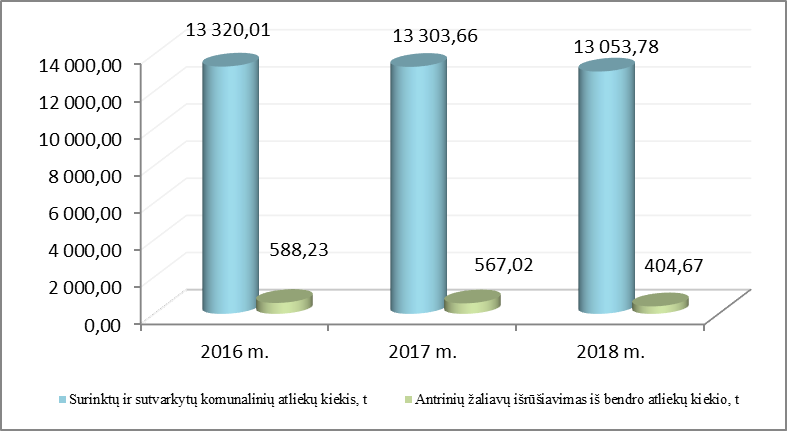 13 320,01
13 303,66
13 053,78
14 000,00
12 000,00
10 000,00
8 000,00
6 000,00
4 000,00
2 000,00
0,00
588,23
567,02
404,67
2016 m.
2017 m.
2018 m.
Surinktų ir sutvarkytų komunalinių atliekų kiekis, t
Antrinių žaliavų išrūšiavimas iš bendro atliekų kiekio, t